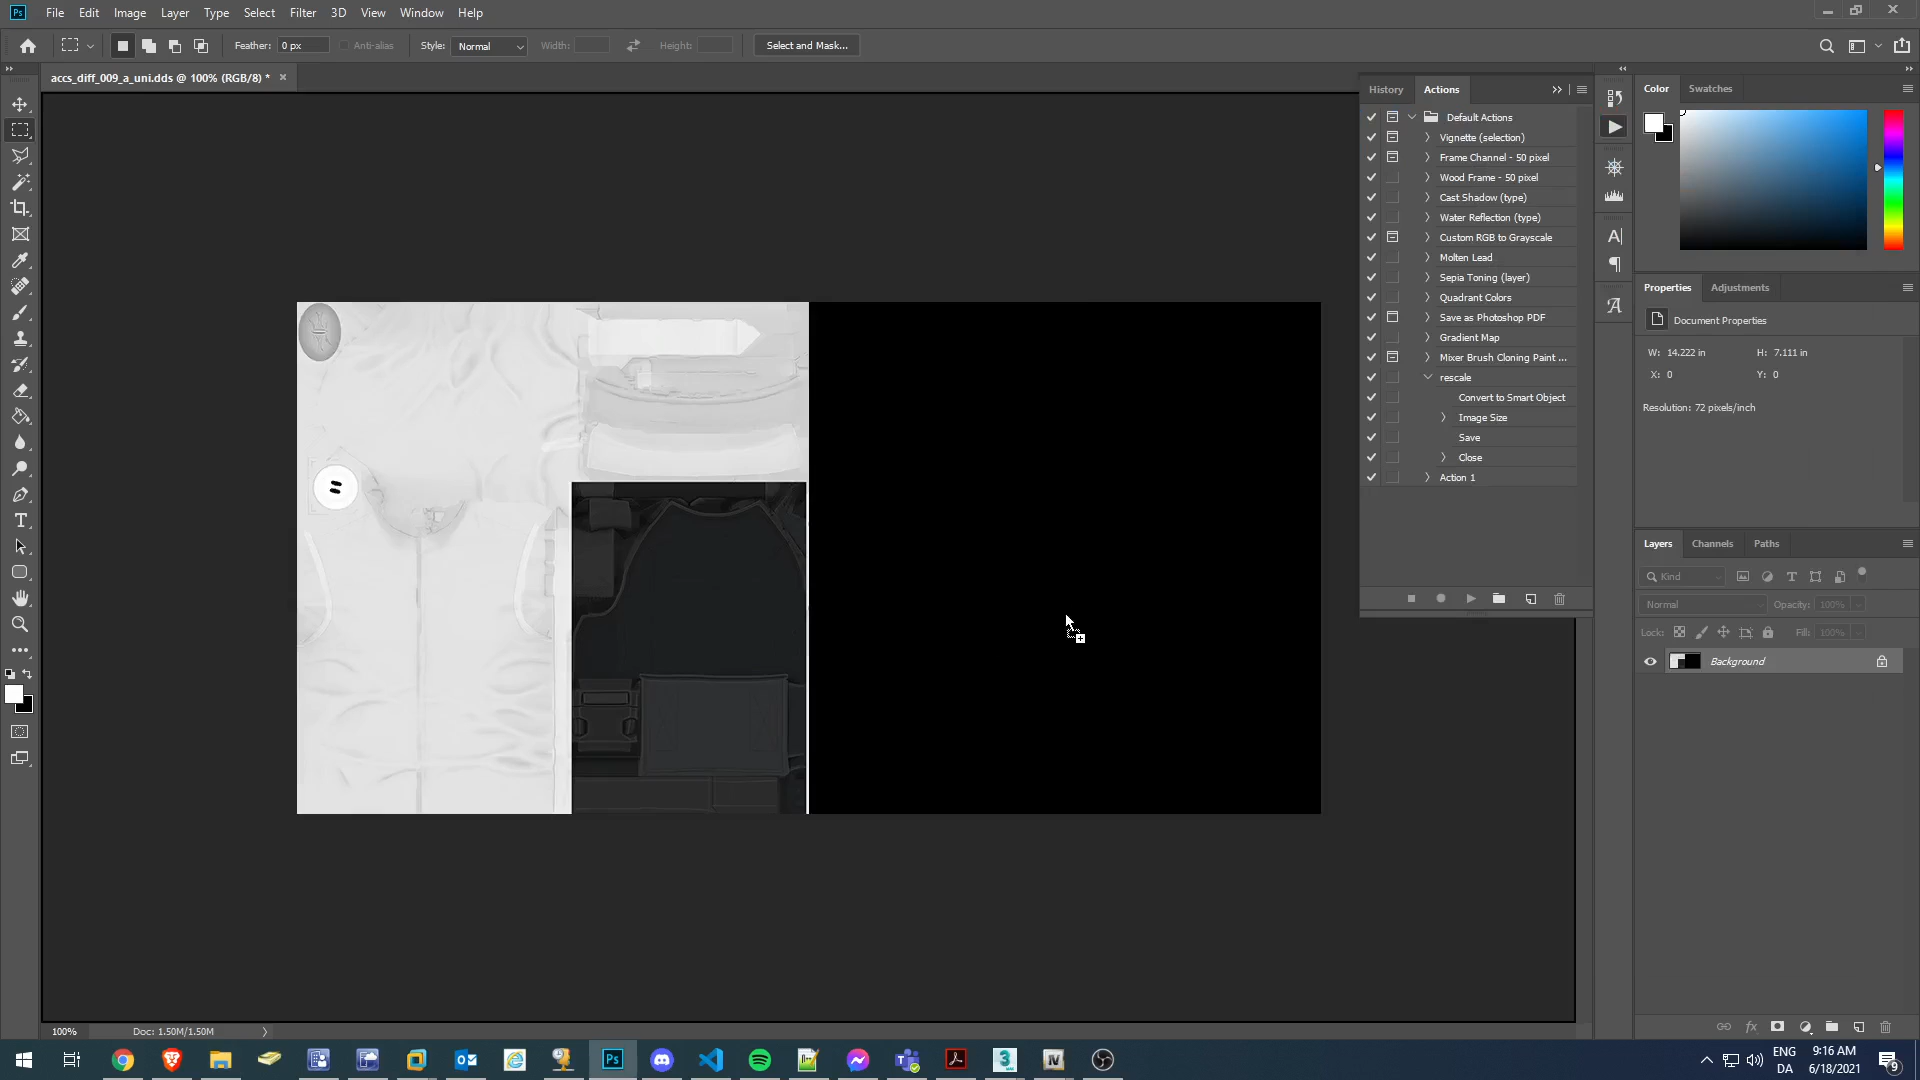 Ps File Edit Image Layer Type Select Filter 3D View Window Help
Feather: 0 px Anti-alias Style: Normal Width: Height: Select and Mask...
accs_diff_009_a_uni.dds @ 100% (RGB/8) *
History Actions
Default Actions
Vignette (selection)
Frame Channel - 50 pixel
Wood Frame - 50 pixel
Cast Shadow (type)
Water Reflection (type)
Custom RGB to Grayscale
Molten Lead
Sepia Toning (layer)
Quadrant Colors
Save as Photoshop PDF
Gradient Map
Mixer Brush Cloning Paint ...
rescale
Convert to Smart Object
Image Size
Save
Close
Action 1
Color Swatches
Properties Adjustments
Document Properties
W: 14.222 in H: 7.111 in
X: 0 Y: 0
Resolution: 72 pixels/inch
Layers Channels Paths
Kind
Normal Opacity: 100%
Lock: Fill: 100%
Background
fx
100% Doc: 1.50M/1.50M
Ps
ENG 9:16 AM
DA 6/18/2021
9